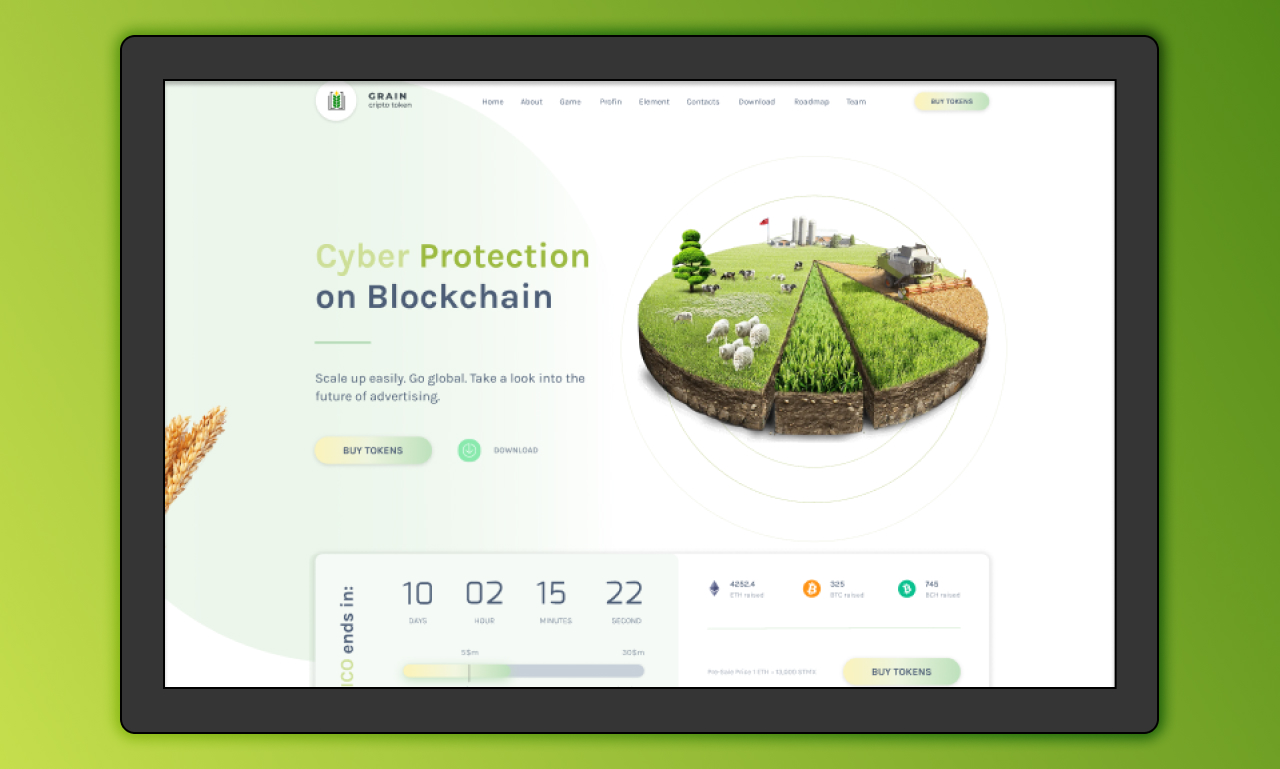 GRAIN
cripto token
Home About Game Profin Element Contacts Download Roadmap Team
BUY TOKENS
Cyber Protection
on Blockchain
Scale up easily. Go global. Take a look into the
future of advertising.
BUY TOKENS
DOWNLOAD
ICO ends in:
10 02 15 22
DAYS HOUR MINUTES SECOND
5$m 30$m
4252.4
ETH raised
325
BTC raised
745
BCH raised
Pre-Sale Price 1 ETH =
BUY TOKENS